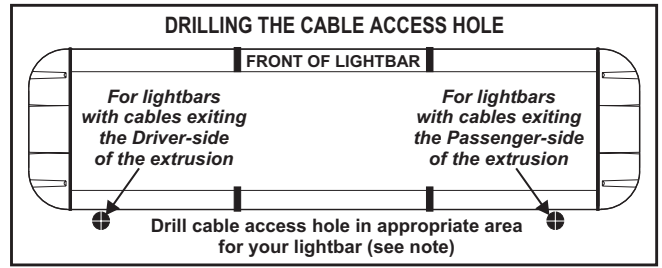 DRILLING THE CABLE ACCESS HOLE
FRONT OF LIGHTBAR
For lightbars
with cables exiting
the Driver-side
of the extrusion
For lightbars
with cables exiting
the Passenger-side
of the extrusion
Drill cable access hole in appropriate area
for your lightbar (see note)